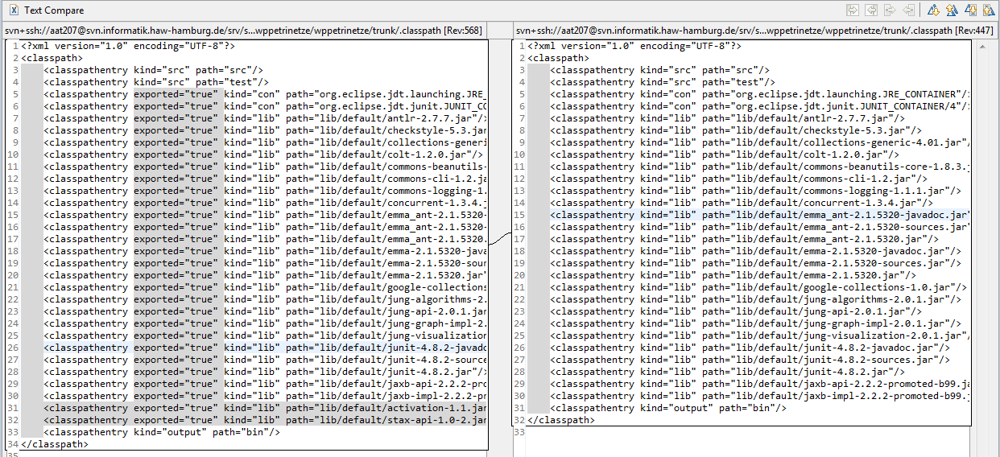 Text Compare
svn+ssh://aat207@svn.informatik.haw-hamburg.de/srv/s...wppetrinetze/wppetrinetze/trunk/.classpath [Rev:568]
1 <?xml version="1.0" encoding="UTF-8"?>
2 <classpath>
3 <classpathentry kind="src" path="src"/>
4 <classpathentry kind="src" path="test"/>
5 <classpathentry exported="true" kind="con" path="org.eclipse.jdt.launching.JRE_
6 <classpathentry exported="true" kind="con" path="org.eclipse.jdt.junit.JUNIT_CO
7 <classpathentry exported="true" kind="lib" path="lib/default/antlr-2.7.7.jar"/>
8 <classpathentry exported="true" kind="lib" path="lib/default/checkstyle-5.3.jar
9 <classpathentry exported="true" kind="lib" path="lib/default/collections-generi
10 <classpathentry exported="true" kind="lib" path="lib/default/colt-1.2.0.jar"/>
11 <classpathentry exported="true" kind="lib" path="lib/default/commons-beanutils-
12 <classpathentry exported="true" kind="lib" path="lib/default/commons-cli-1.2.ja
13 <classpathentry exported="true" kind="lib" path="lib/default/commons-logging-1.
14 <classpathentry exported="true" kind="lib" path="lib/default/concurrent-1.3.4.
15 <classpathentry exported="true" kind="lib" path="lib/default/emma_ant-2.1.5320-
16 <classpathentry exported="true" kind="lib" path="lib/default/emma_ant-2.1.5320-
17 <classpathentry exported="true" kind="lib" path="lib/default/emma_ant-2.1.5320.
18 <classpathentry exported="true" kind="lib" path="lib/default/emma-2.1.5320-java
19 <classpathentry exported="true" kind="lib" path="lib/default/emma-2.1.5320-sour
20 <classpathentry exported="true" kind="lib" path="lib/default/emma-2.1.5320.jar"
21 <classpathentry exported="true" kind="lib" path="lib/default/google-collections
22 <classpathentry exported="true" kind="lib" path="lib/default/jung-algorithms-2.
23 <classpathentry exported="true" kind="lib" path="lib/default/jung-api-2.0.1.jar
24 <classpathentry exported="true" kind="lib" path="lib/default/jung-graph-impl-2.
25 <classpathentry exported="true" kind="lib" path="lib/default/jung-visualization
26 <classpathentry exported="true" kind="lib" path="lib/default/junit-4.8.2-javado
27 <classpathentry exported="true" kind="lib" path="lib/default/junit-4.8.2-source
28 <classpathentry exported="true" kind="lib" path="lib/default/junit-4.8.2.jar"/>
29 <classpathentry exported="true" kind="lib" path="lib/default/jaxb-api-2.2.2-pro
30 <classpathentry exported="true" kind="lib" path="lib/default/jaxb-impl-2.2.2-pr
31 <classpathentry exported="true" kind="lib" path="lib/default/activation-1.1.jar
32 <classpathentry exported="true" kind="lib" path="lib/default/stax-api-1.0-2.jar
33 <classpathentry kind="output" path="bin"/>
34 </classpath>
35
svn+ssh://aat207@svn.informatik.haw-hamburg.de/srv/s...wppetrinetze/wppetrinetze/trunk/.classpath [Rev:447]
1 <?xml version="1.0" encoding="UTF-8"?>
2 <classpath>
3 <classpathentry kind="src" path="src"/>
4 <classpathentry kind="src" path="test"/>
5 <classpathentry kind="con" path="org.eclipse.jdt.launching.JRE_CONTAINER"/>
6 <classpathentry kind="con" path="org.eclipse.jdt.junit.JUNIT_CONTAINER/4"/>
7 <classpathentry kind="lib" path="lib/default/antlr-2.7.7.jar"/>
8 <classpathentry kind="lib" path="lib/default/checkstyle-5.3.jar"/>
9 <classpathentry kind="lib" path="lib/default/collections-generic-4.01.jar"/
10 <classpathentry kind="lib" path="lib/default/colt-1.2.0.jar"/>
11 <classpathentry kind="lib" path="lib/default/commons-beanutils-core-1.8.3.j
12 <classpathentry kind="lib" path="lib/default/commons-cli-1.2.jar"/>
13 <classpathentry kind="lib" path="lib/default/commons-logging-1.1.1.jar"/>
14 <classpathentry kind="lib" path="lib/default/concurrent-1.3.4.jar"/>
15 <classpathentry kind="lib" path="lib/default/emma_ant-2.1.5320-javadoc.jar"
16 <classpathentry kind="lib" path="lib/default/emma_ant-2.1.5320-sources.jar"
17 <classpathentry kind="lib" path="lib/default/emma_ant-2.1.5320.jar"/>
18 <classpathentry kind="lib" path="lib/default/emma-2.1.5320-javadoc.jar"/>
19 <classpathentry kind="lib" path="lib/default/emma-2.1.5320-sources.jar"/>
20 <classpathentry kind="lib" path="lib/default/emma-2.1.5320.jar"/>
21 <classpathentry kind="lib" path="lib/default/google-collections-1.0.jar"/>
22 <classpathentry kind="lib" path="lib/default/jung-algorithms-2.0.1.jar"/>
23 <classpathentry kind="lib" path="lib/default/jung-api-2.0.1.jar"/>
24 <classpathentry kind="lib" path="lib/default/jung-graph-impl-2.0.1.jar"/>
25 <classpathentry kind="lib" path="lib/default/jung-visualization-2.0.1.jar"/
26 <classpathentry kind="lib" path="lib/default/junit-4.8.2-javadoc.jar"/>
27 <classpathentry kind="lib" path="lib/default/junit-4.8.2-sources.jar"/>
28 <classpathentry kind="lib" path="lib/default/junit-4.8.2.jar"/>
29 <classpathentry kind="lib" path="lib/default/jaxb-api-2.2.2-promoted-b99.ja
30 <classpathentry kind="lib" path="lib/default/jaxb-impl-2.2.2-promoted-b99.j
31 <classpathentry kind="output" path="bin"/>
32 </classpath>
33